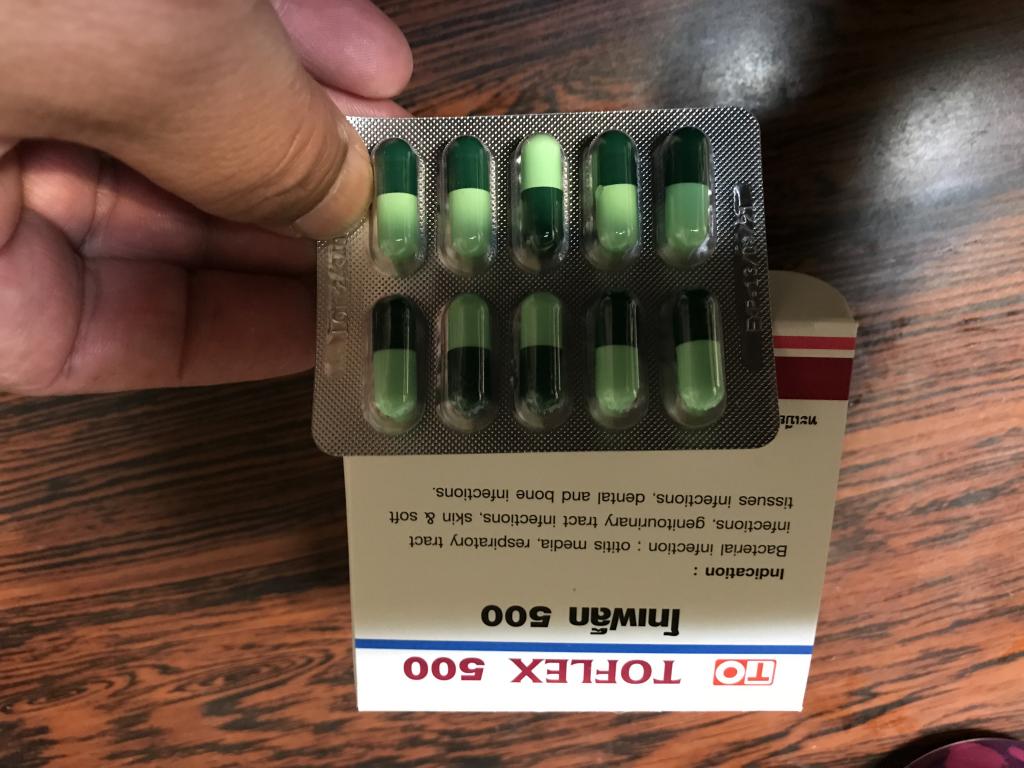 TO TOFLEX 500
โทเฟล็ก 500
Indication :
Bacterial infection ; otitis media, respiratory tract
infections, genitourinary tract infections, skin & soft
tissues infections, dental and bone infections.